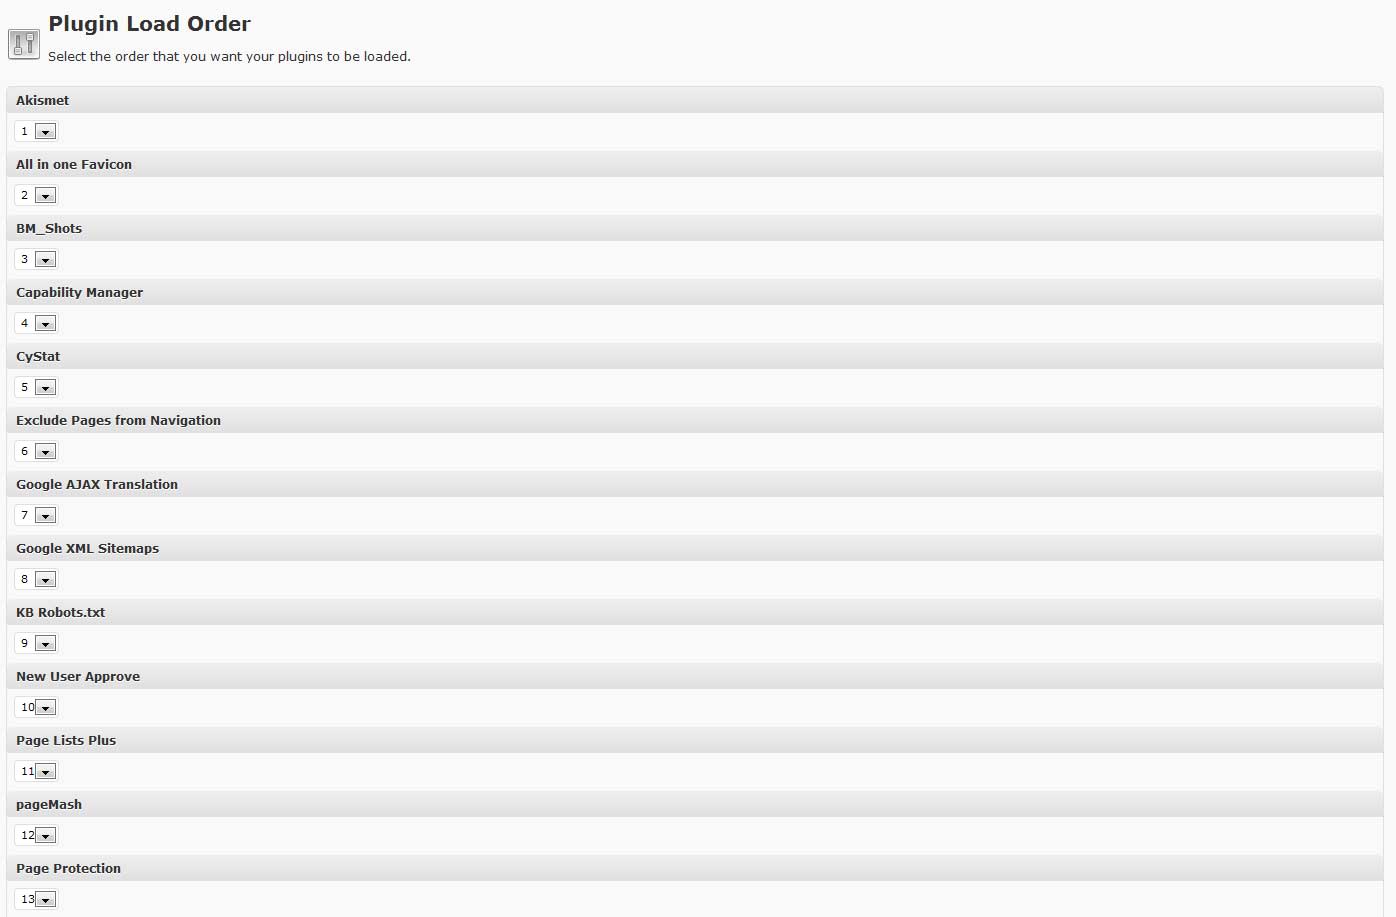 Plugin Load Order
Select the order that you want your plugins to be loaded.
Akismet
1
All in one Favicon
2
BM_Shots
3
Capability Manager
4
CyStat
5
Exclude Pages from Navigation
6
Google AJAX Translation
7
Google XML Sitemaps
8
KB Robots.txt
9
New User Approve
10
Page Lists Plus
11
pageMash
12
Page Protection
13